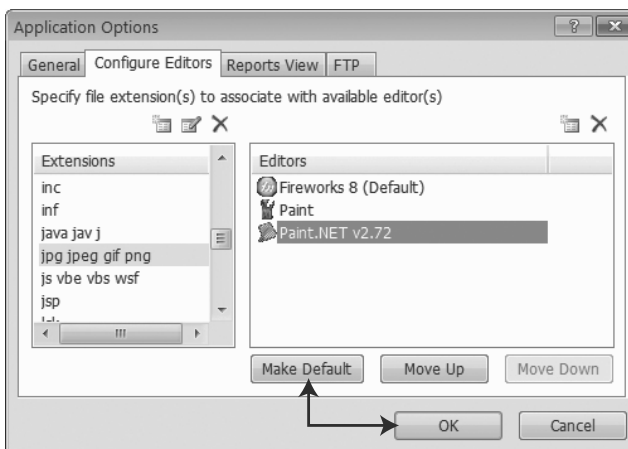 Application Options
General Configure Editors Reports View FTP
Specify file extension(s) to associate with available editor(s)
Extensions
inc
inf
java jav j
jpg jpeg gif png
js vbe vbs wsf
jsp
Editors
Fireworks 8 (Default)
Paint
Paint.NET v2.72
Make Default Move Up Move Down
OK Cancel